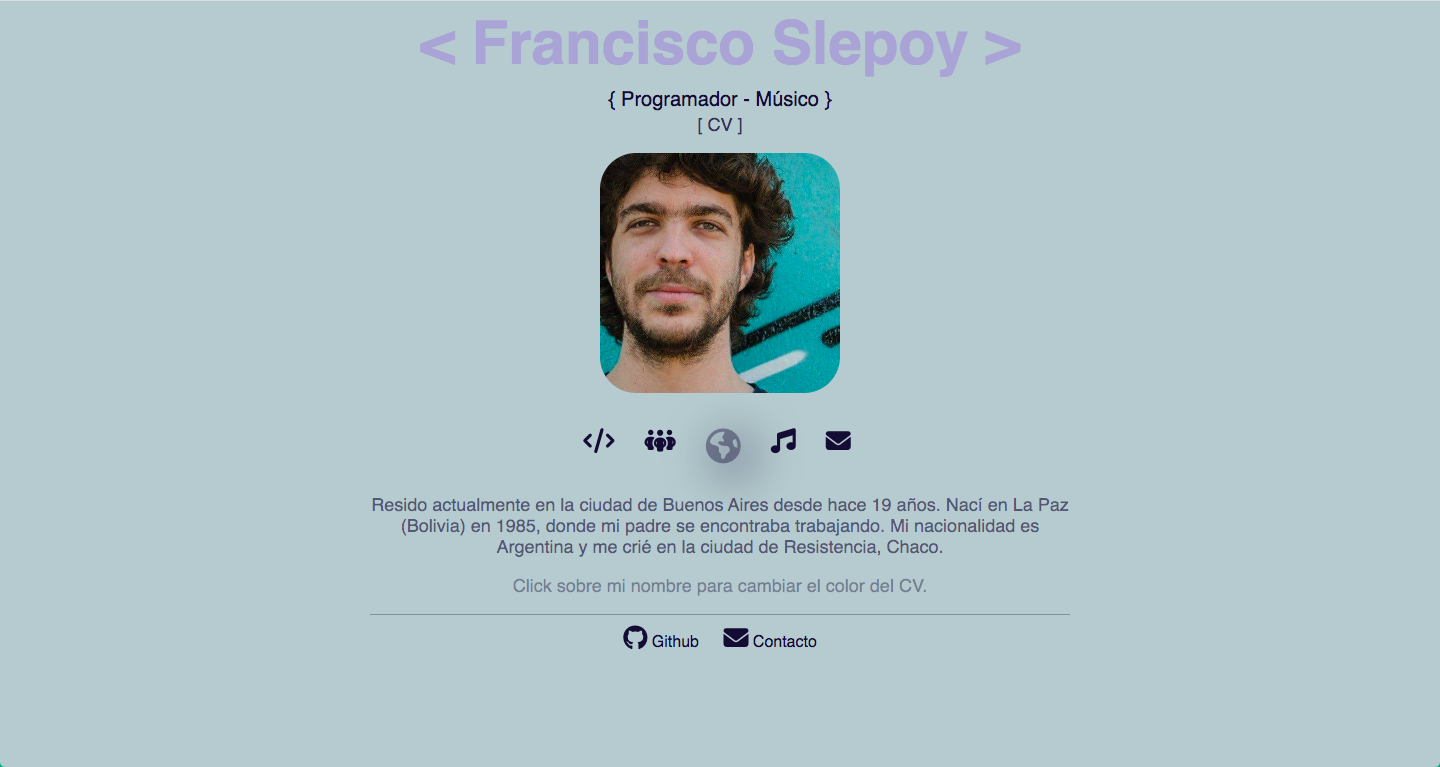 < Francisco Slepoy >
{ Programador - Músico }
[ CV ]
Resido actualmente en la ciudad de Buenos Aires desde hace 19 años. Nací en La Paz
(Bolivia) en 1985, donde mi padre se encontraba trabajando. Mi nacionalidad es
Argentina y me crié en la ciudad de Resistencia, Chaco.
Click sobre mi nombre para cambiar el color del CV.
Github Contacto